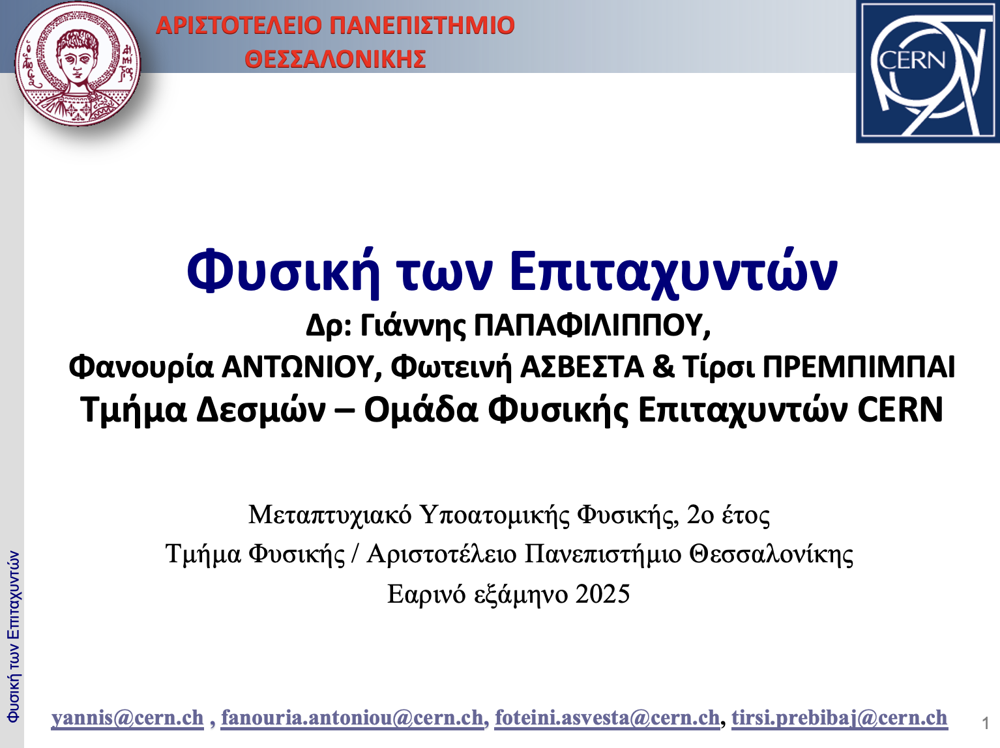 ΑΡΙΣΤΟΤΕΛΕΙΟ ΠΑΝΕΠΙΣΤΗΜΙΟ
ΘΕΣΣΑΛΟΝΙΚΗΣ
CERN
Φυσική των Επιταχυντών
Δρ: Γιάννης ΠΑΠΑΦΙΛΙΠΠΟΥ,
Φανουρία ΑΝΤΩΝΙΟΥ, Φωτεινή ΑΣΒΕΣΤΑ & Τίρσι ΠΡΕΜΠΙΜΠΑΙ
Τμήμα Δεσμών – Ομάδα Φυσικής Επιταχυντών CERN
Μεταπτυχιακό Υποατομικής Φυσικής, 2ο έτος
Τμήμα Φυσικής / Αριστοτέλειο Πανεπιστήμιο Θεσσαλονίκης
Εαρινό εξάμηνο 2025
Φυσική των Επιταχυντών
yannis@cern.ch , fanouria.antoniou@cern.ch, foteini.asvesta@cern.ch, tirsi.prebibaj@cern.ch
1